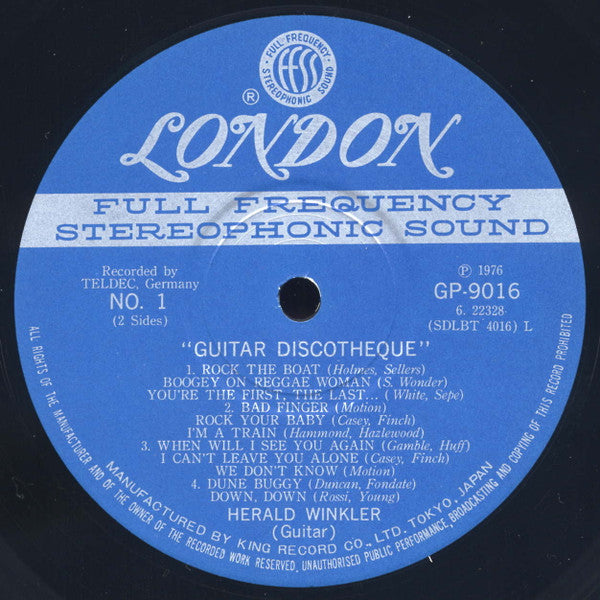 FULL FREQUENCY
FFSS
STEREOPHONIC SOUND
®
LONDON
FULL FREQUENCY
STEREOPHONIC SOUND
Recorded by
TELDEC, Germany
NO. 1
(2 Sides)
℗ 1976
GP-9016
6. 22328
(SDLBT 4016) L
"GUITAR DISCOTHEQUE"
1. ROCK THE BOAT (Holmes, Sellers)
BOOGEY ON REGGAE WOMAN (S. Wonder)
YOU'RE THE FIRST, THE LAST... (White, Sepe)
2. BAD FINGER (Motion)
ROCK YOUR BABY (Casey, Finch)
I'M A TRAIN (Hammond, Hazlewood)
3. WHEN WILL I SEE YOU AGAIN (Gamble, Huff)
I CAN'T LEAVE YOU ALONE (Casey, Finch)
WE DON'T KNOW (Motion)
4. DUNE BUGGY (Duncan, Fondate)
DOWN, DOWN (Rossi, Young)
HERALD WINKLER
(Guitar)
MANUFACTURED BY KING RECORD CO., LTD. TOKYO, JAPAN
ALL RIGHTS OF THE MANUFACTURER AND OF THE OWNER OF THE RECORDED WORK RESERVED, UNAUTHORISED PUBLIC PERFORMANCE, BROADCASTING AND COPYING OF THIS RECORD PROHIBITED